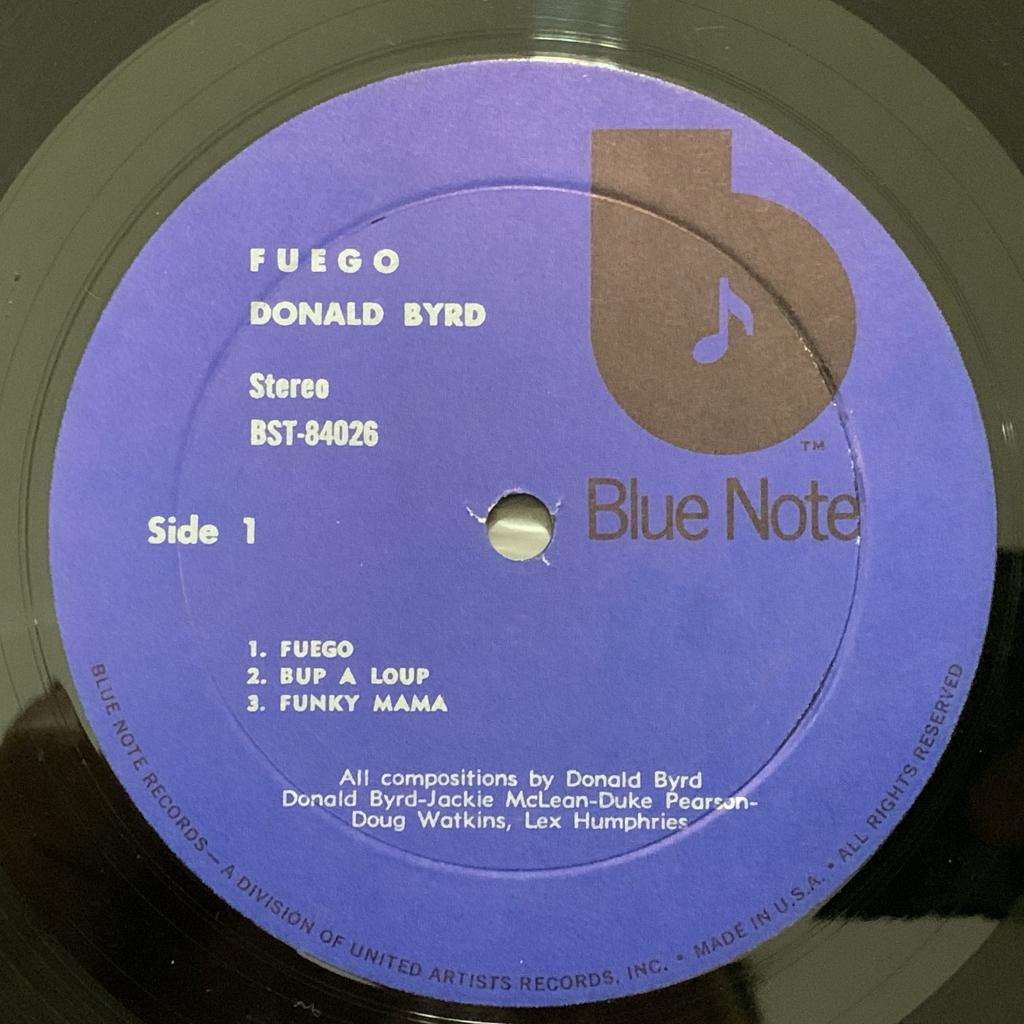 FUEGO
DONALD BYRD
Stereo
BST-84026
TM
Blue Note
Side 1
1. FUEGO
2. BUP A LOUP
3. FUNKY MAMA
All compositions by Donald Byrd
Donald Byrd-Jackie McLean-Duke Pearson-
Doug Watkins, Lex Humphries
BLUE NOTE RECORDS — A DIVISION OF UNITED ARTISTS RECORDS, INC. • MADE IN U.S.A. • ALL RIGHTS RESERVED